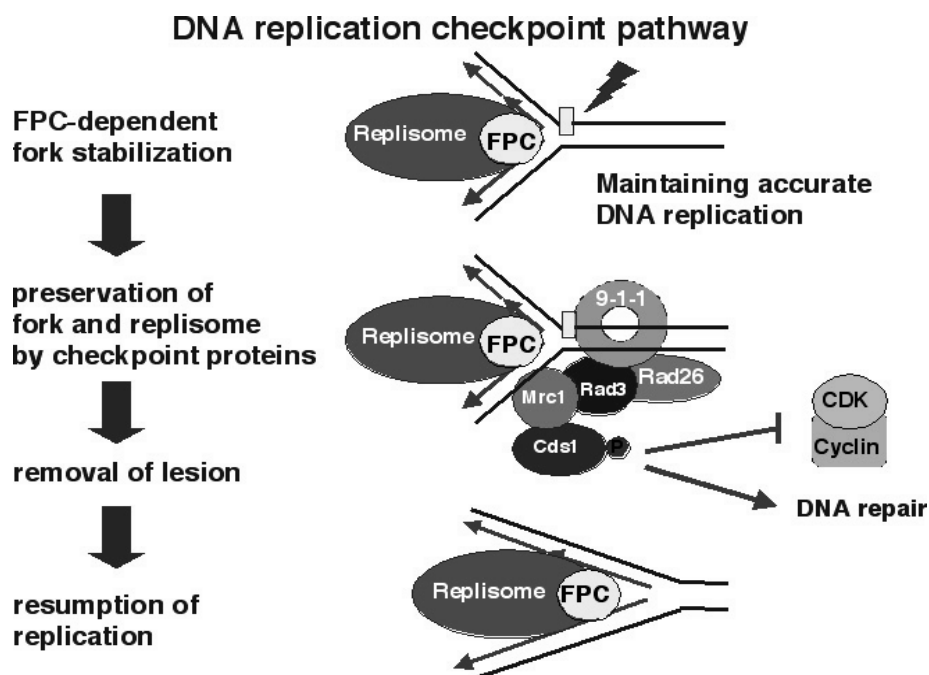 DNA replication checkpoint pathway
FPC-dependent
fork stabilization
Replisome
FPC
Maintaining accurate
DNA replication
preservation of
fork and replisome
by checkpoint proteins
9-1-1
Replisome
FPC
Mrc1
Rad3
Rad26
Cds1
P
CDK
Cyclin
removal of lesion
DNA repair
resumption of
replication
Replisome
FPC